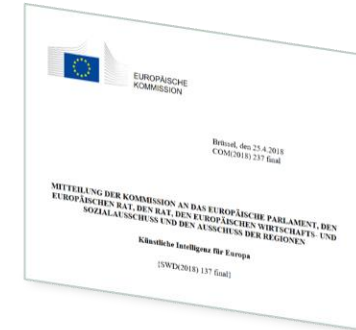 EUROPÄISCHE
KOMMISSION
Brüssel, den 25.4.2018
COM(2018) 237 final
MITTEILUNG DER KOMMISSION AN DAS EUROPÄISCHE PARLAMENT, DEN
EUROPÄISCHEN RAT, DEN RAT, DEN EUROPÄISCHEN WIRTSCHAFTS- UND
SOZIALAUSSCHUSS UND DEN AUSSCHUSS DER REGIONEN
Künstliche Intelligenz für Europa
{SWD(2018) 137 final}